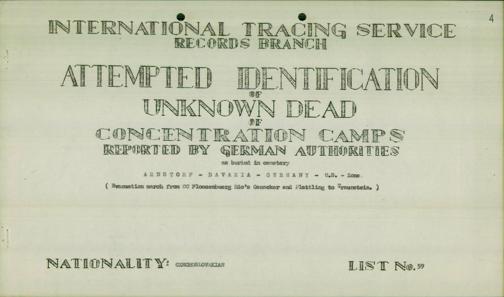 4
INTERNATIONAL TRACING SERVICE
RECORDS BRANCH
ATTEMPTED IDENTIFICATION
OF
UNKNOWN DEAD
OF
CONCENTRATION CAMPS
REPORTED BY GERMAN AUTHORITIES
as buried in cemetery
ARNSTORF - BAVARIA - GERMANY - U.S. - Zone.
( Evacuation march from CC Flossenburg Kdo's Ganacker and Plattling to Traunstein. )
NATIONALITY: CZECHOSLOVAKIAN
LIST No. 59